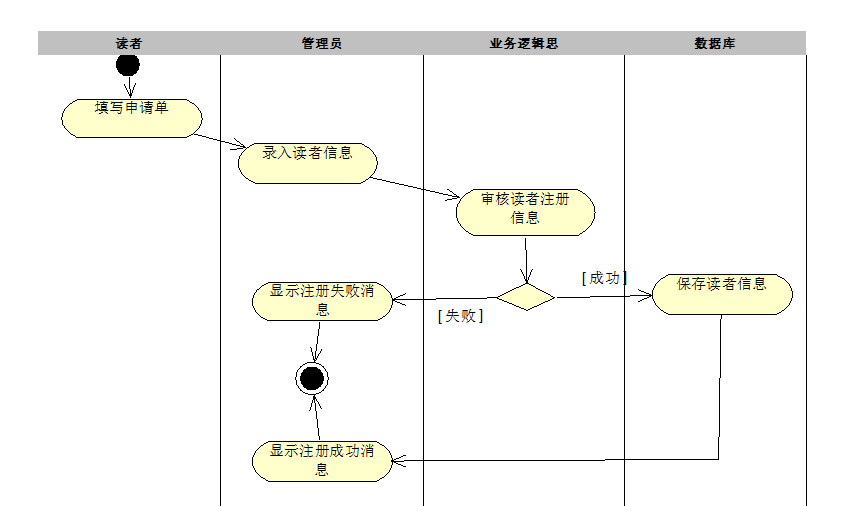 读者 管理员 业务逻辑思 数据库
填写申请单
录入读者信息
审核读者注册
信息
[成功]
保存读者信息
显示注册失败消
息
[失败]
显示注册成功消
息